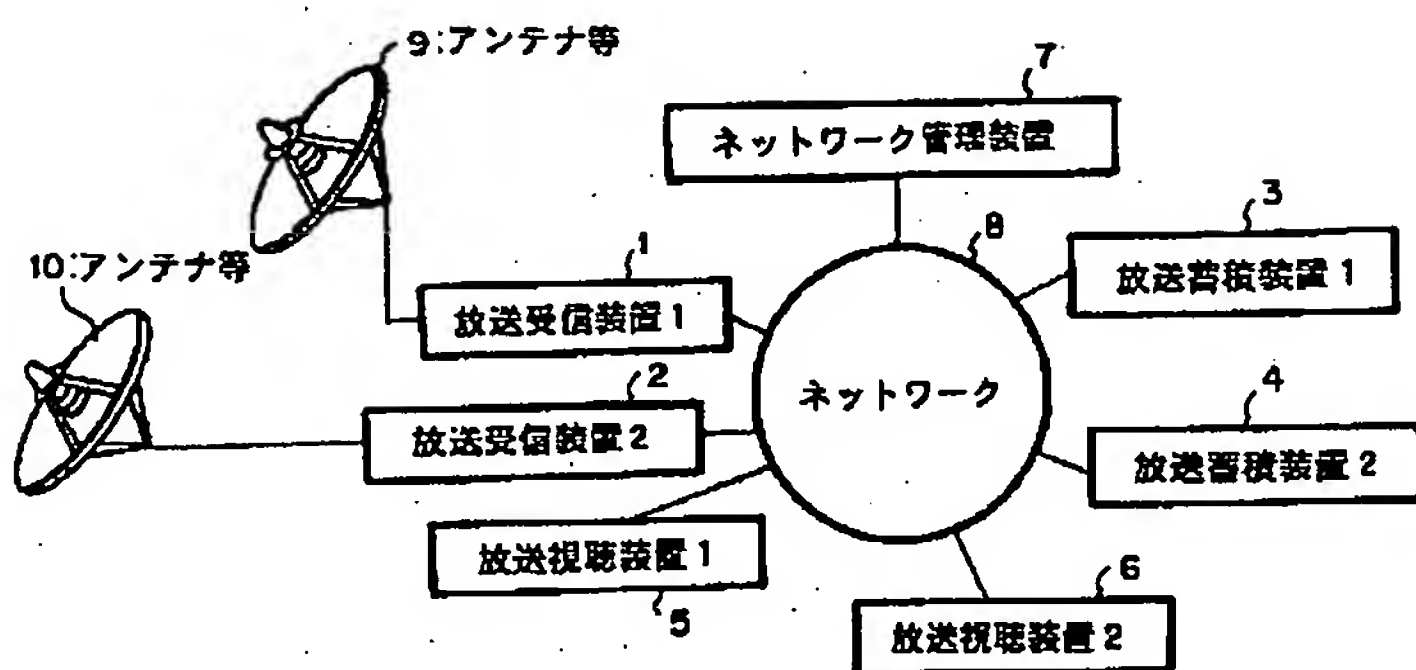 9:アンテナ等
7
ネットワーク管理装置
3
放送蓄積装置1
8
10:アンテナ等
1
放送受信装置1
ネットワーク
2
放送受信装置2
4
放送蓄積装置2
放送視聴装置1
5
6
放送視聴装置2